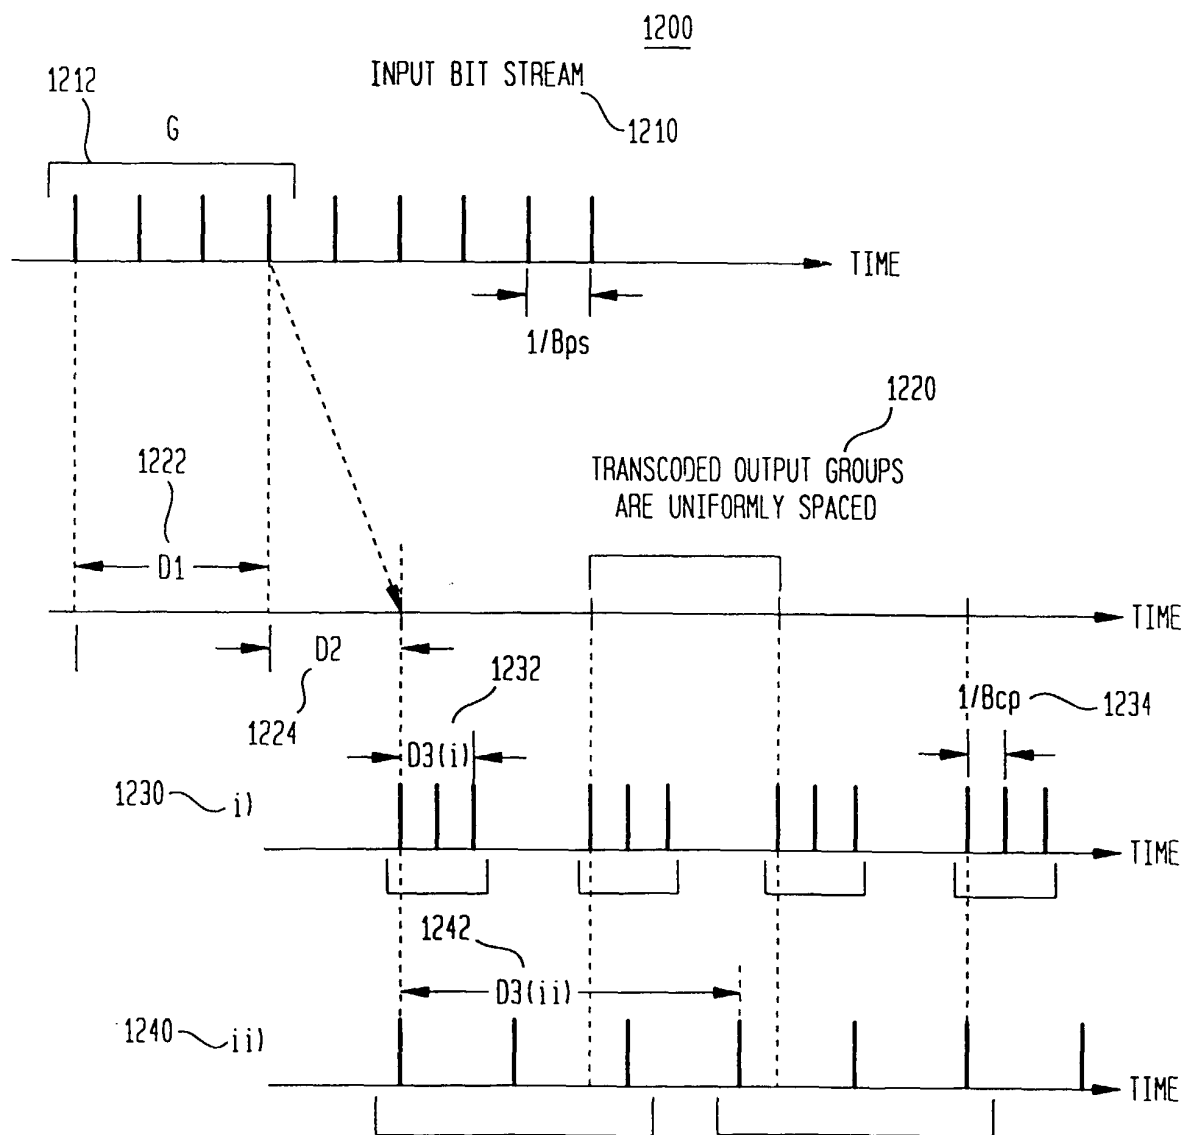 1200
INPUT BIT STREAM
1210
1212
G
TIME
1/Bps
1220
TRANSCODED OUTPUT GROUPS
ARE UNIFORMLY SPACED
1222
D1
TIME
D2
1224
1232
D3(i)
1/Bcp
1234
1230
i)
TIME
1242
D3(ii)
1240
ii)
TIME